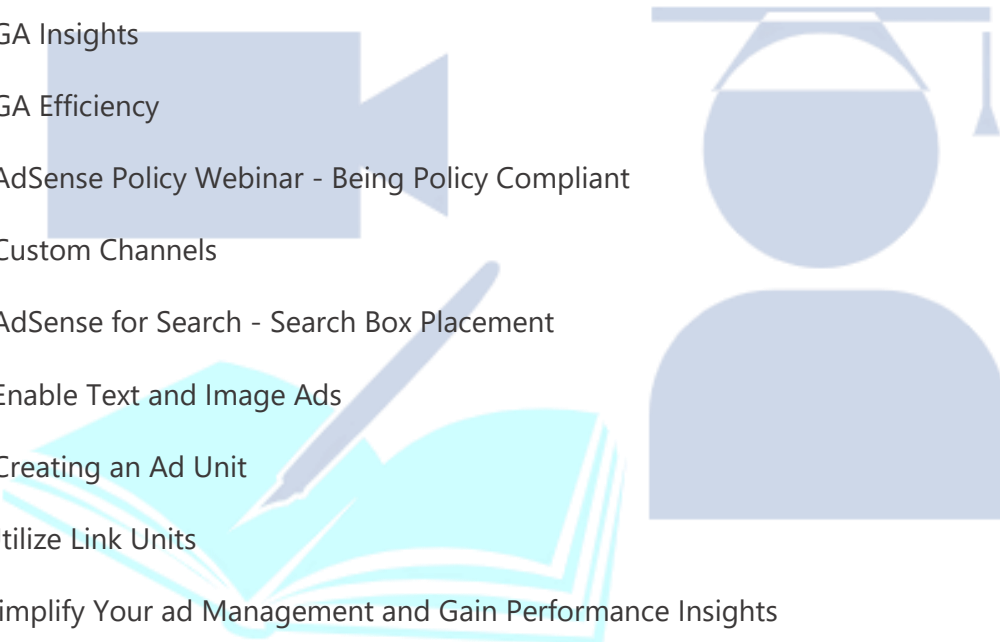 GA Insights
GA Efficiency
AdSense Policy Webinar - Being Policy Compliant
Custom Channels
AdSense for Search - Search Box Placement
Enable Text and Image Ads
Creating an Ad Unit
tilize Link Units
implify Your ad Management and Gain Performance Insights